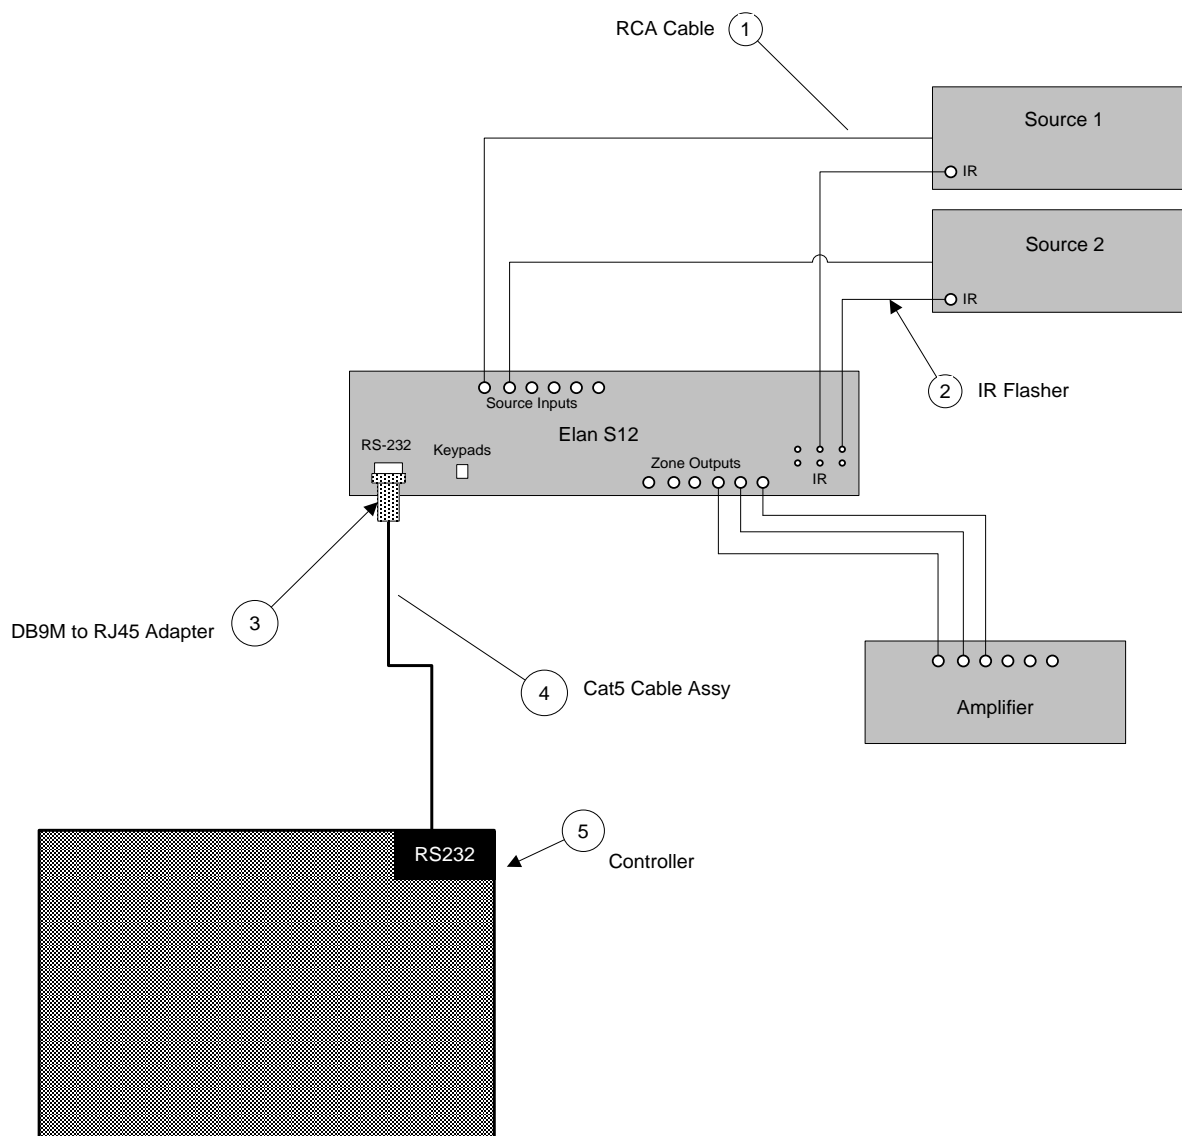 RCA Cable 1
Source 1
IR
Source 2
IR
2 IR Flasher
Source Inputs
Elan S12
RS-232
Keypads
Zone Outputs
IR
DB9M to RJ45 Adapter 3
4 Cat5 Cable Assy
Amplifier
5
RS232
Controller